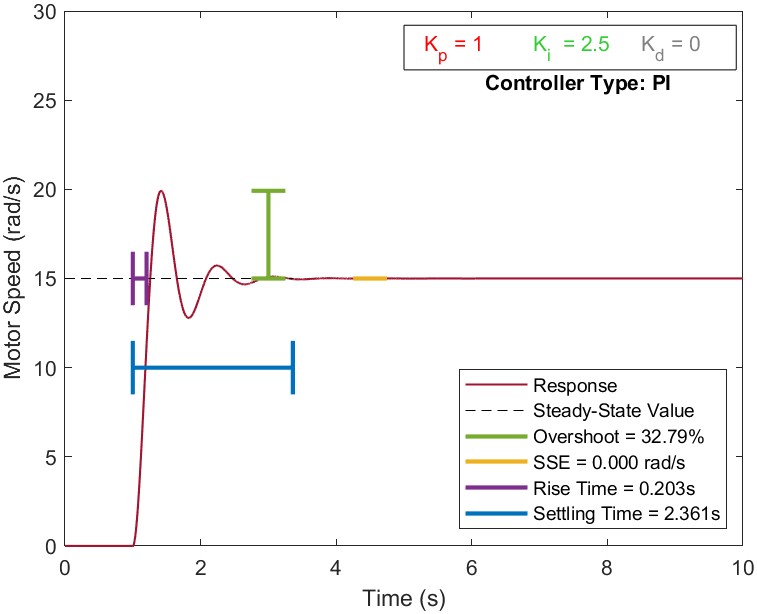 30
25
20
15
10
5
0
Motor Speed (rad/s)
Kp = 1 Ki = 2.5 Kd = 0
Controller Type: PI
Response
Steady-State Value
Overshoot = 32.79%
SSE = 0.000 rad/s
Rise Time = 0.203s
Settling Time = 2.361s
0 2 4 6 8 10
Time (s)